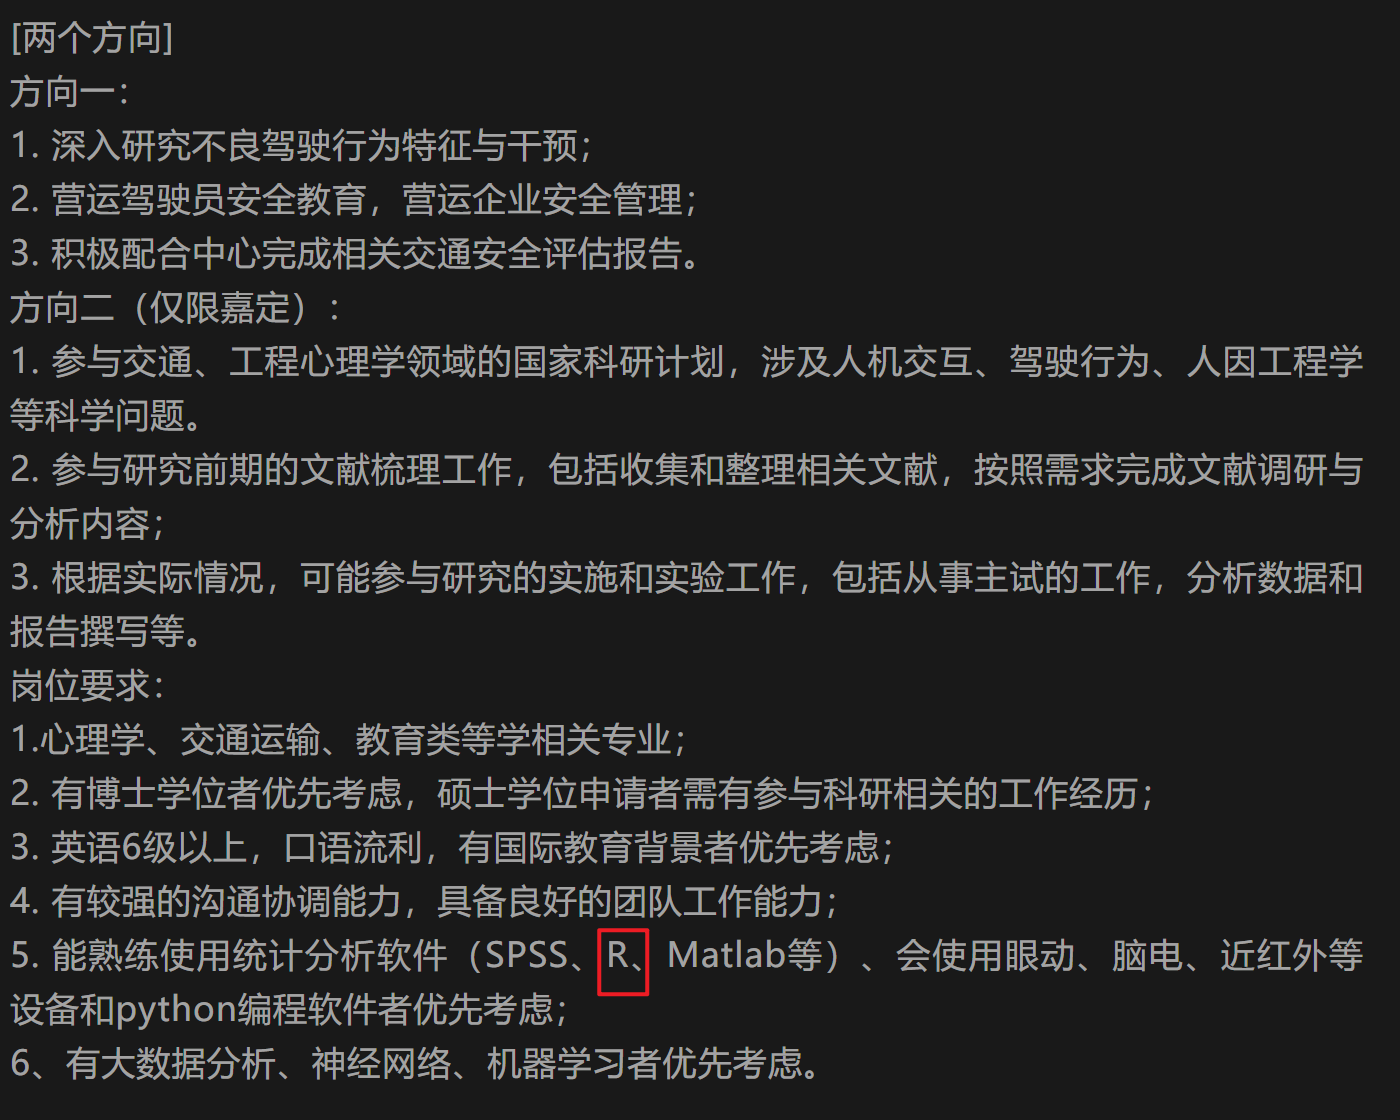 [两个方向]
方向一：
1. 深入研究不良驾驶行为特征与干预；
2. 营运驾驶员安全教育，营运企业安全管理；
3. 积极配合中心完成相关交通安全评估报告。
方向二（仅限嘉定）：
1. 参与交通、工程心理学领域的国家科研计划，涉及人机交互、驾驶行为、人因工程学
等科学问题。
2. 参与研究前期的文献梳理工作，包括收集和整理相关文献，按照需求完成文献调研与
分析内容；
3. 根据实际情况，可能参与研究的实施和实验工作，包括从事主试的工作，分析数据和
报告撰写等。
岗位要求：
1.心理学、交通运输、教育类等学相关专业；
2. 有博士学位者优先考虑，硕士学位申请者需有参与科研相关的工作经历；
3. 英语6级以上，口语流利，有国际教育背景者优先考虑；
4. 有较强的沟通协调能力，具备良好的团队工作能力；
5. 能熟练使用统计分析软件（SPSS、R、Matlab等）、会使用眼动、脑电、近红外等
设备和python编程软件者优先考虑；
6、有大数据分析、神经网络、机器学习者优先考虑。